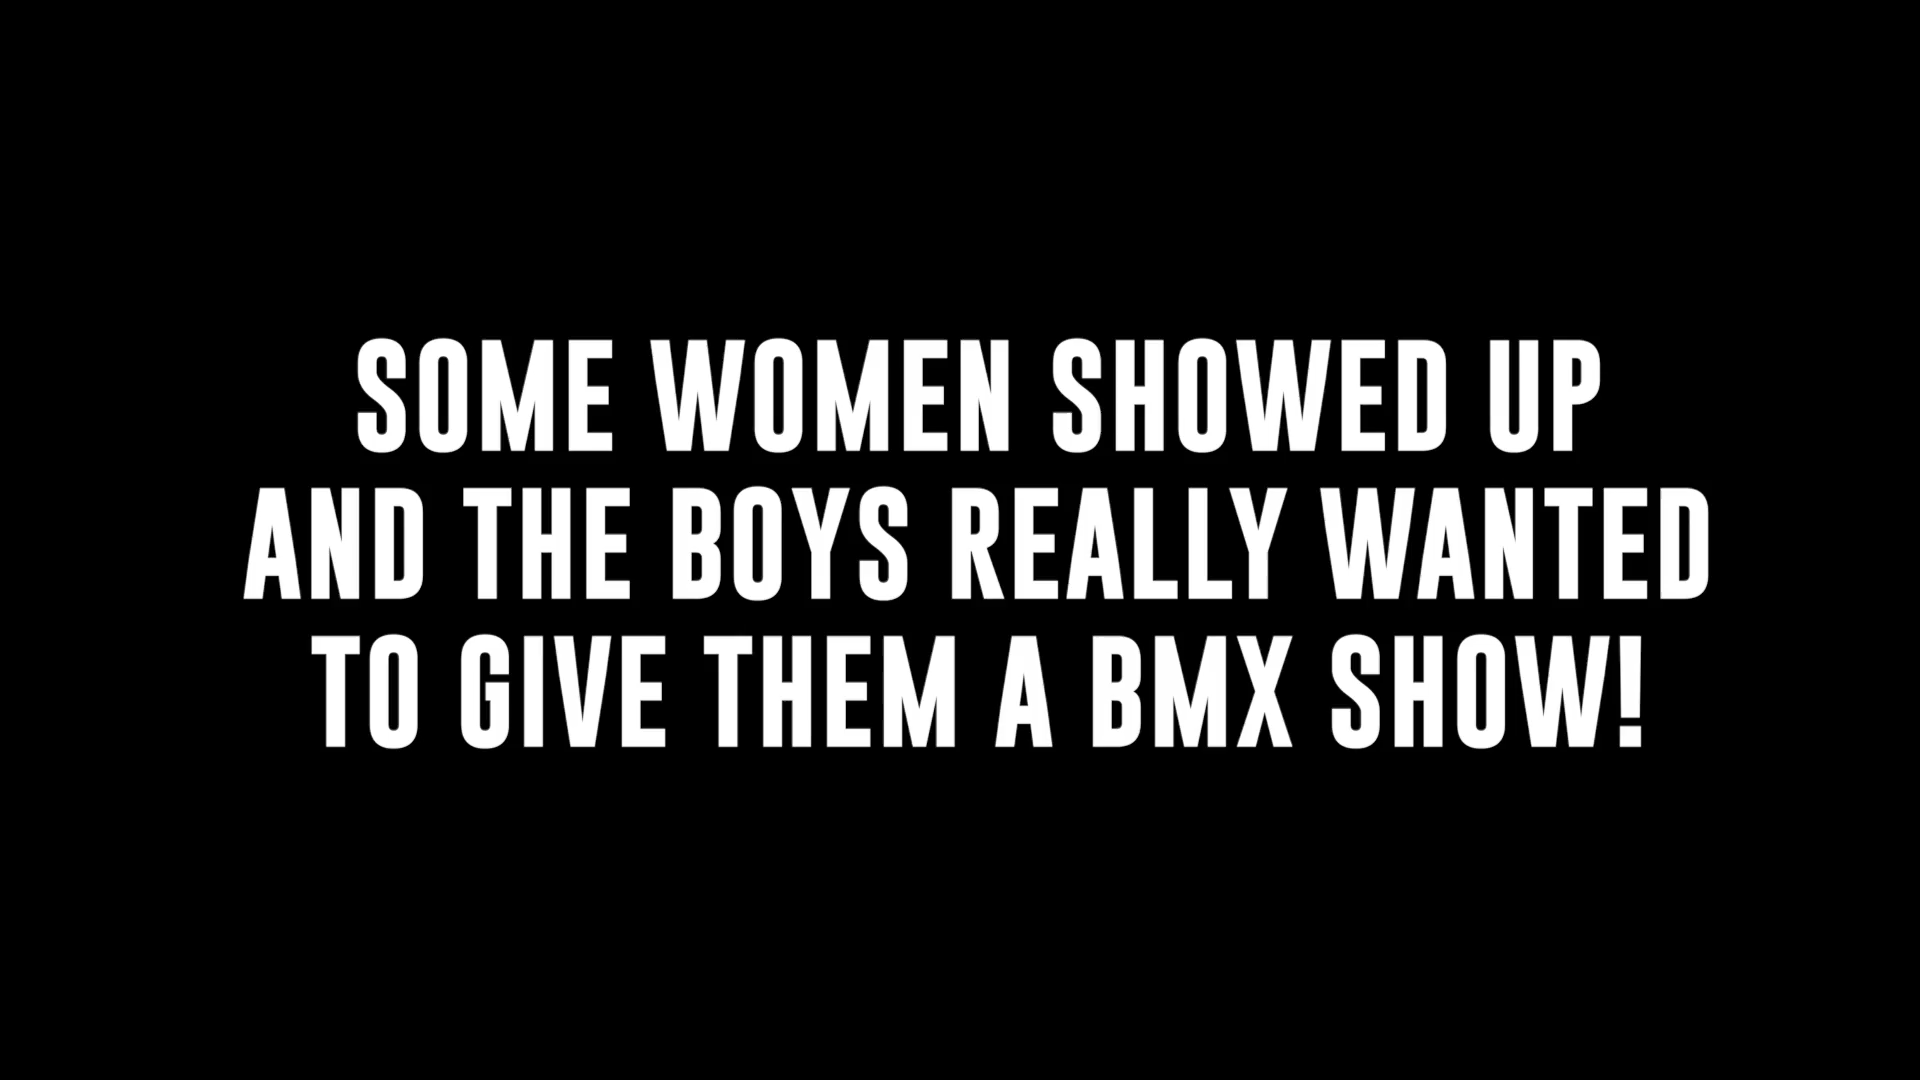 SOME WOMEN SHOWED UP
AND THE BOYS REALLY WANTED
TO GIVE THEM A BMX SHOW!